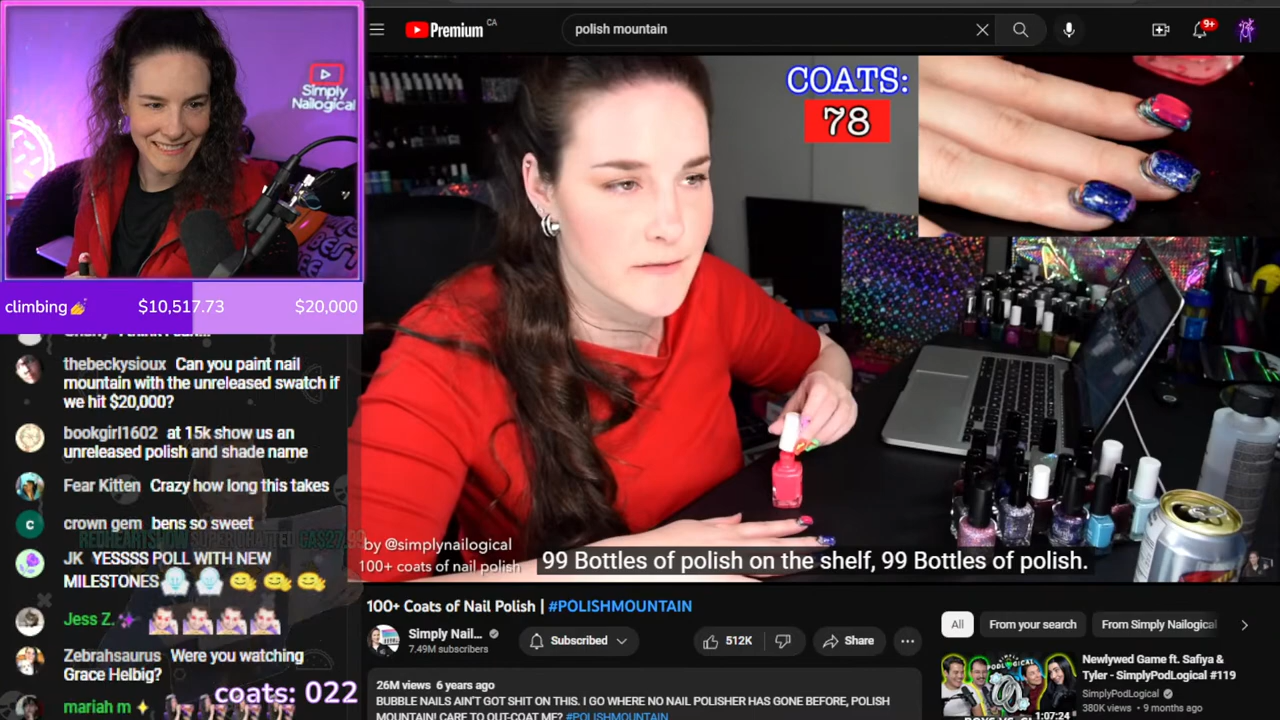 Simply
Nailogical
climbing💅 $10,517.73 $20,000
thebeckysioux Can you paint nail
mountain with the unreleased swatch if
we hit $20,000?
bookgirl1602 at 15k show us an
unreleased polish and shade name
Fear Kitten Crazy how long this takes
crown gem bens so sweet
REDHEARTSHOW SUPER CHATTED CA$27.99
JK YESSSS POLL WITH NEW
MILESTONES
Jess Z.
Zebrahsaurus Were you watching
Grace Helbig?
coats: 022
mariah m
Premium CA
polish mountain
9+
COATS:
78
by @simplynailogical
100+ coats of nail polish
99 Bottles of polish on the shelf, 99 Bottles of polish.
100+ Coats of Nail Polish | #POLISHMOUNTAIN
Simply Nail...
7.49M subscribers
Subscribed
512K
Share
26M views 6 years ago
BUBBLE NAILS AIN'T GOT SHIT ON THIS. I GO WHERE NO NAIL POLISHER HAS GONE BEFORE, POLISH
MOUNTAIN! CARE TO OUT-COAT ME? #POLISHMOUNTAIN
All
From your search
From Simply Nailogical
Newlywed Game ft. Safiya &
Tyler - SimplyPodLogical #119
SimplyPodLogical
380K views • 9 months ago
1:07:24